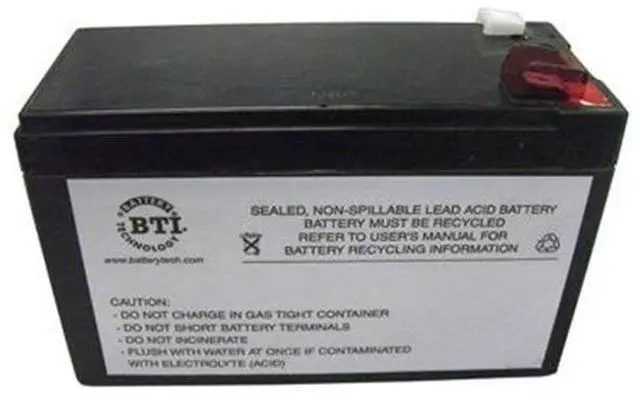 BATTERY
BTI
TECHNOLOGY
www.batterytech.com
SEALED, NON-SPILLABLE LEAD ACID BATTERY
BATTERY MUST BE RECYCLED
REFER TO USER'S MANUAL FOR
BATTERY RECYCLING INFORMATION
CAUTION:
- DO NOT CHARGE IN GAS TIGHT CONTAINER
- DO NOT SHORT BATTERY TERMINALS
- DO NOT INCINERATE
- FLUSH WITH WATER AT ONCE IF CONTAMINATED
WITH ELECTROLYTE (ACID)